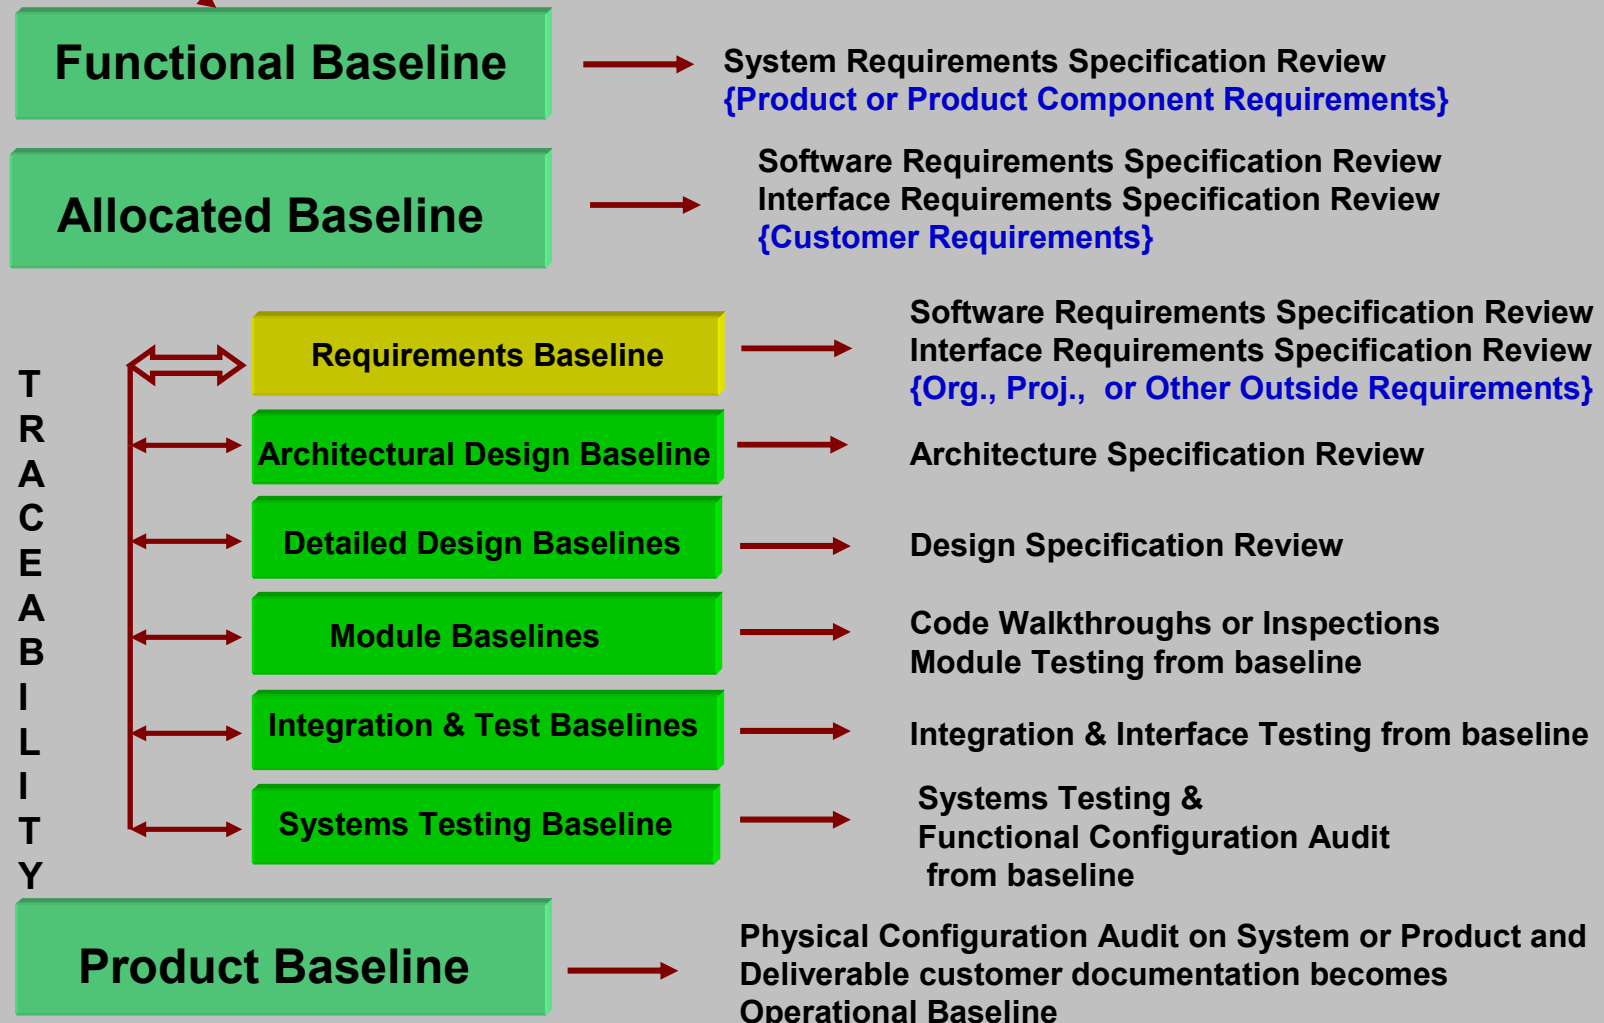 Functional Baseline
System Requirements Specification Review
{Product or Product Component Requirements}
Allocated Baseline
Software Requirements Specification Review
Interface Requirements Specification Review
{Customer Requirements}
TRACEABILITY
Requirements Baseline
Software Requirements Specification Review
Interface Requirements Specification Review
{Org., Proj., or Other Outside Requirements}
Architectural Design Baseline
Architecture Specification Review
Detailed Design Baselines
Design Specification Review
Module Baselines
Code Walkthroughs or Inspections
Module Testing from baseline
Integration & Test Baselines
Integration & Interface Testing from baseline
Systems Testing Baseline
Systems Testing &
Functional Configuration Audit
from baseline
Product Baseline
Physical Configuration Audit on System or Product and
Deliverable customer documentation becomes
Operational Baseline